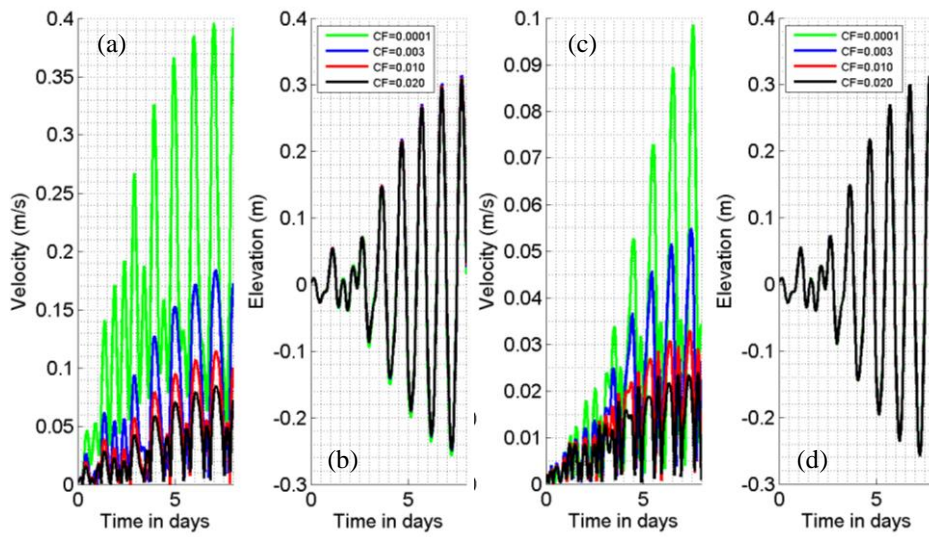 (a)
0.4
0.35
0.3
0.25
0.2
0.15
0.1
0.05
0
Velocity (m/s)
5
Time in days
0.4
0.3
0.2
0.1
0
-0.1
-0.2
-0.3
Elevation (m)
CF=0.0001
CF=0.003
CF=0.010
CF=0.020
(b)
0
5
Time in days
(c)
0.1
0.09
0.08
0.07
0.06
0.05
0.04
0.03
0.02
0.01
0
Velocity (m/s)
0
5
Time in days
0.4
0.3
0.2
0.1
0
-0.1
-0.2
-0.3
Elevation (m)
CF=0.0001
CF=0.003
CF=0.010
CF=0.020
(d)
0
5
Time in days